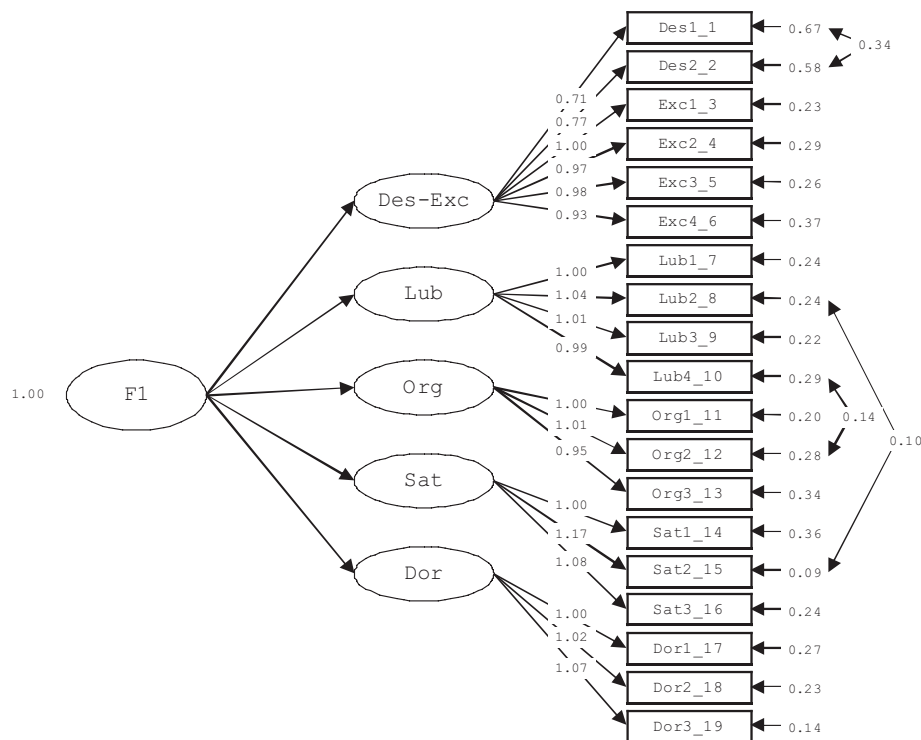 Des1_1
0.67
0.34
Des2_2
0.58
0.71
Exc1_3
0.23
0.77
1.00
Exc2_4
0.29
0.97
Exc3_5
0.26
0.98
Des-Exc
0.93
Exc4_6
0.37
Lub1_7
0.24
1.00
Lub
1.04
Lub2_8
0.24
1.01
Lub3_9
0.22
0.99
Lub4_10
0.29
1.00
F1
Org
1.00
Org1_11
0.20
0.14
1.01
0.10
0.95
Org2_12
0.28
Org3_13
0.34
Sat
1.00
Sat1_14
0.36
1.17
1.08
Sat2_15
0.09
Dor
Sat3_16
0.24
1.00
1.02
Dor1_17
0.27
1.07
Dor2_18
0.23
Dor3_19
0.14